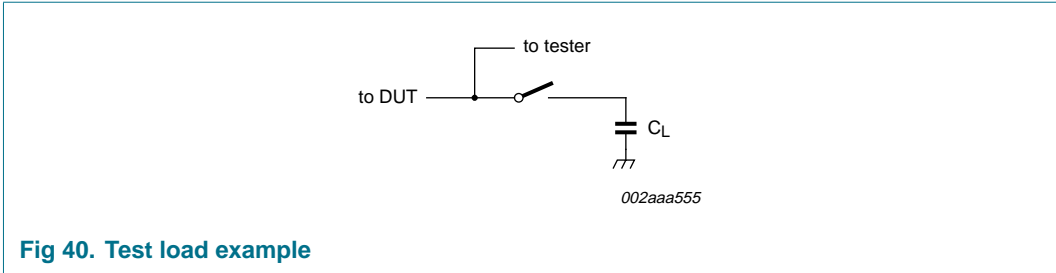 to tester
to DUT
CL
002aaa555
Fig 40. Test load example